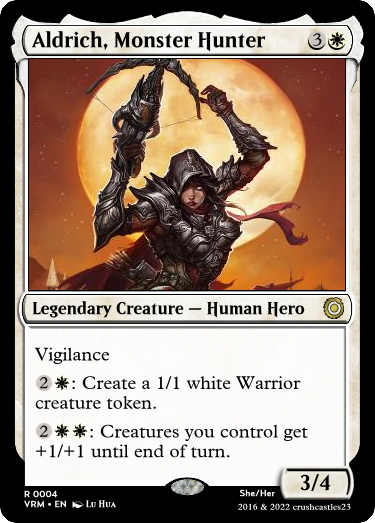 Aldrich, Monster Hunter 3
Legendary Creature — Human Hero
Vigilance
2: Create a 1/1 white Warrior
creature token.
2: Creatures you control get
+1/+1 until end of turn.
3/4
R 0004
VRM • EN Lu Hua
She/Her
2016 & 2022 crushcastles23